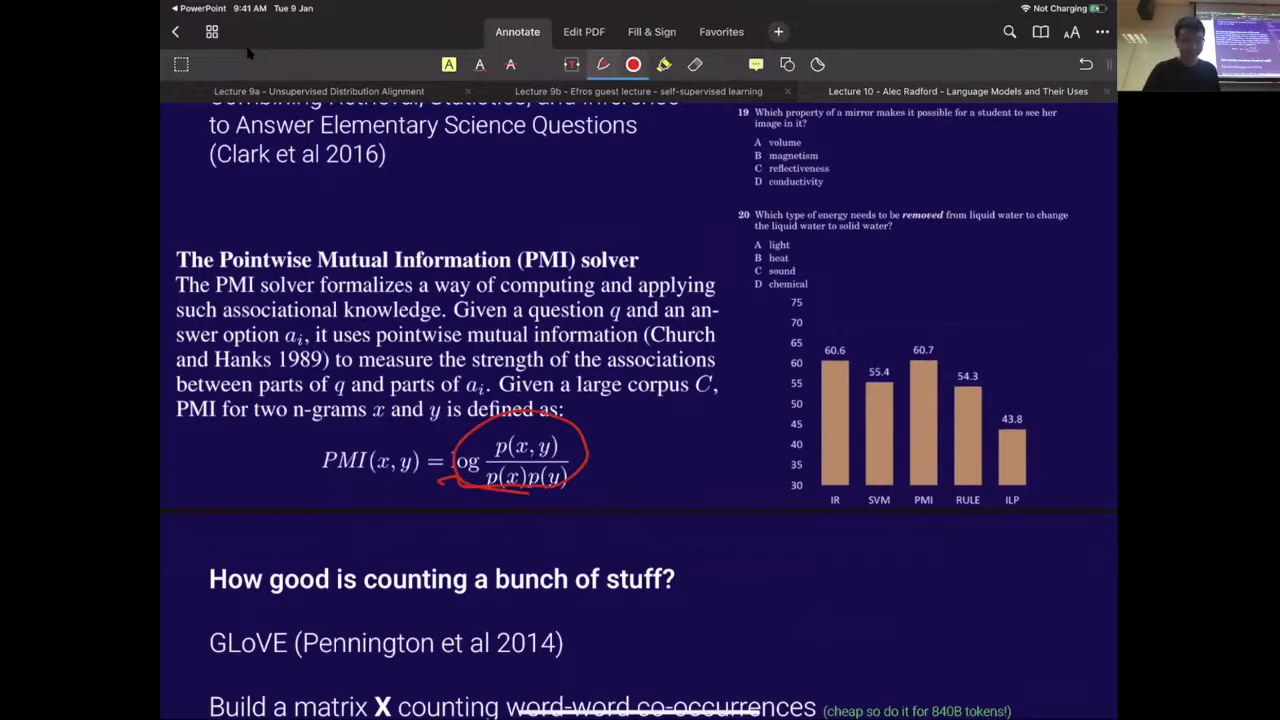 PowerPoint 9:41 AM Tue 9 Jan Not Charging
Annotate Edit PDF Fill & Sign Favorites
Lecture 9a - Unsupervised Distribution Alignment Lecture 9b - Efros guest lecture - self-supervised learning Lecture 10 - Alec Radford - Language Models and Their Uses
Combining Retrieval, Statistics, and Inference
to Answer Elementary Science Questions
(Clark et al 2016)
The Pointwise Mutual Information (PMI) solver
The PMI solver formalizes a way of computing and applying
such associational knowledge. Given a question q and an an-
swer option aᵢ, it uses pointwise mutual information (Church
and Hanks 1989) to measure the strength of the associations
between parts of q and parts of aᵢ. Given a large corpus C,
PMI for two n-grams x and y is defined as:
PMI(x, y) = log p(x, y) / p(x)p(y)
19 Which property of a mirror makes it possible for a student to see her
image in it?
A volume
B magnetism
C reflectiveness
D conductivity
20 Which type of energy needs to be removed from liquid water to change
the liquid water to solid water?
A light
B heat
C sound
D chemical
75
70
65
60
55
50
45
40
35
30
60.6
55.4
60.7
54.3
43.8
IR SVM PMI RULE ILP
How good is counting a bunch of stuff?
GLoVE (Pennington et al 2014)
Build a matrix X counting word-word co-occurrences (cheap so do it for 840B tokens!)